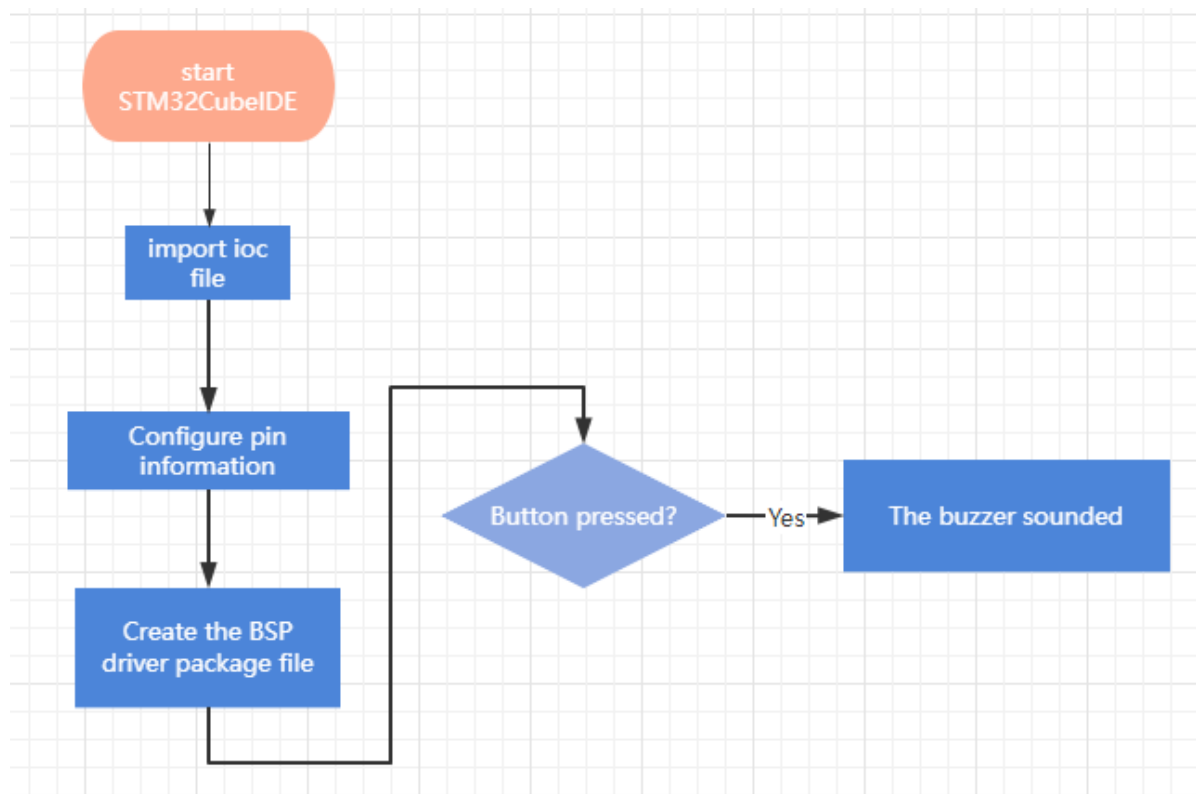 start
STM32CubeIDE
import ioc
file
Configure pin
information
Create the BSP
driver package file
Button pressed?
Yes
The buzzer sounded